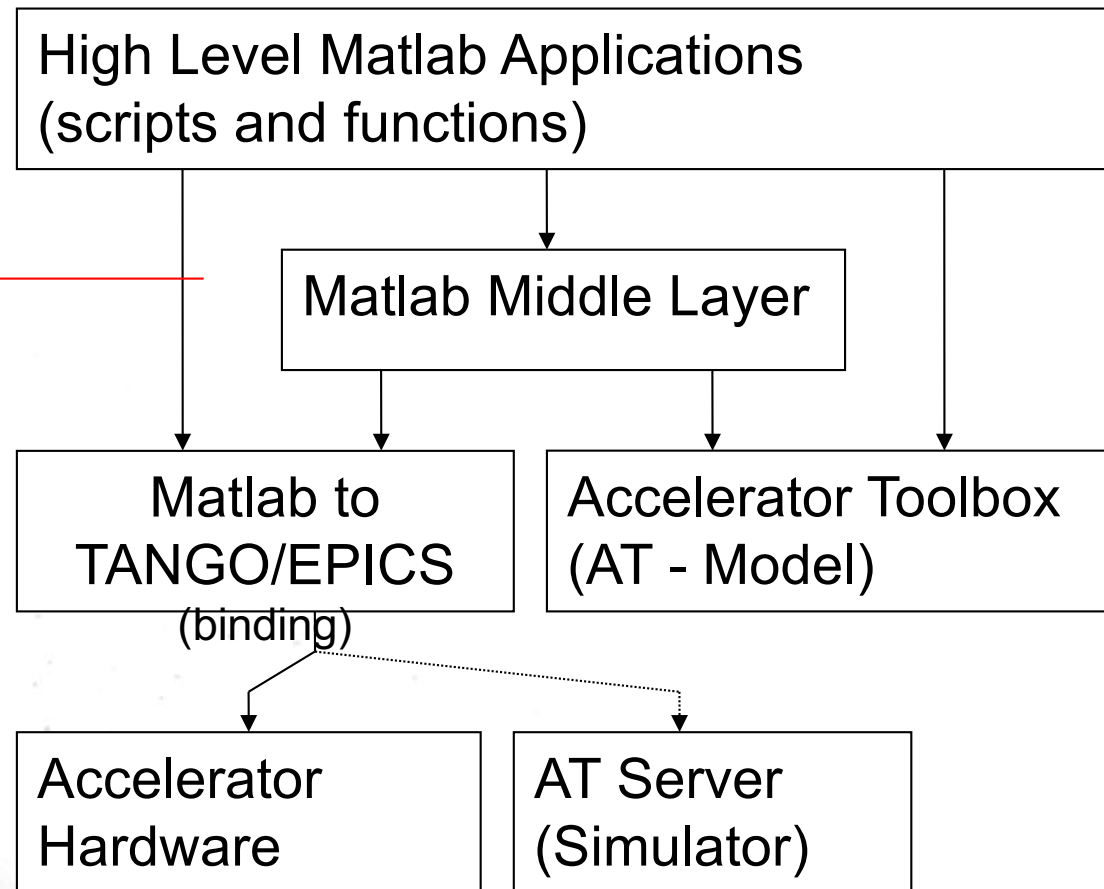 High Level Matlab Applications
(scripts and functions)
Matlab Middle Layer
Matlab to
TANGO/EPICS
(binding)
Accelerator Toolbox
(AT - Model)
Accelerator
Hardware
AT Server
(Simulator)